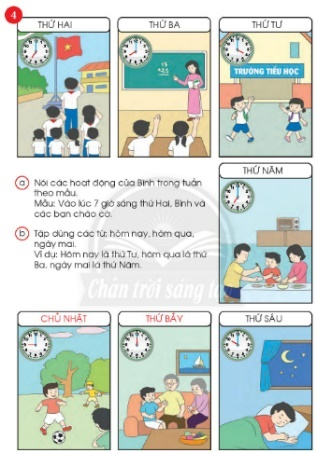 4
THỨ HAI
THỨ BA
THỨ TƯ
TRƯỜNG TIỂU HỌC
THỨ NĂM
a Nói các hoạt động của Bình trong tuần
theo mẫu.
Mẫu: Vào lúc 7 giờ sáng thứ Hai, Bình và
các bạn chào cờ.
b Tập dùng các từ: hôm nay, hôm qua,
ngày mai.
Ví dụ: Hôm nay là thứ Tư, hôm qua là thứ
Ba, ngày mai là thứ Năm.
Chân trời sáng tạo
CHỦ NHẬT
THỨ BẢY
THỨ SÁU